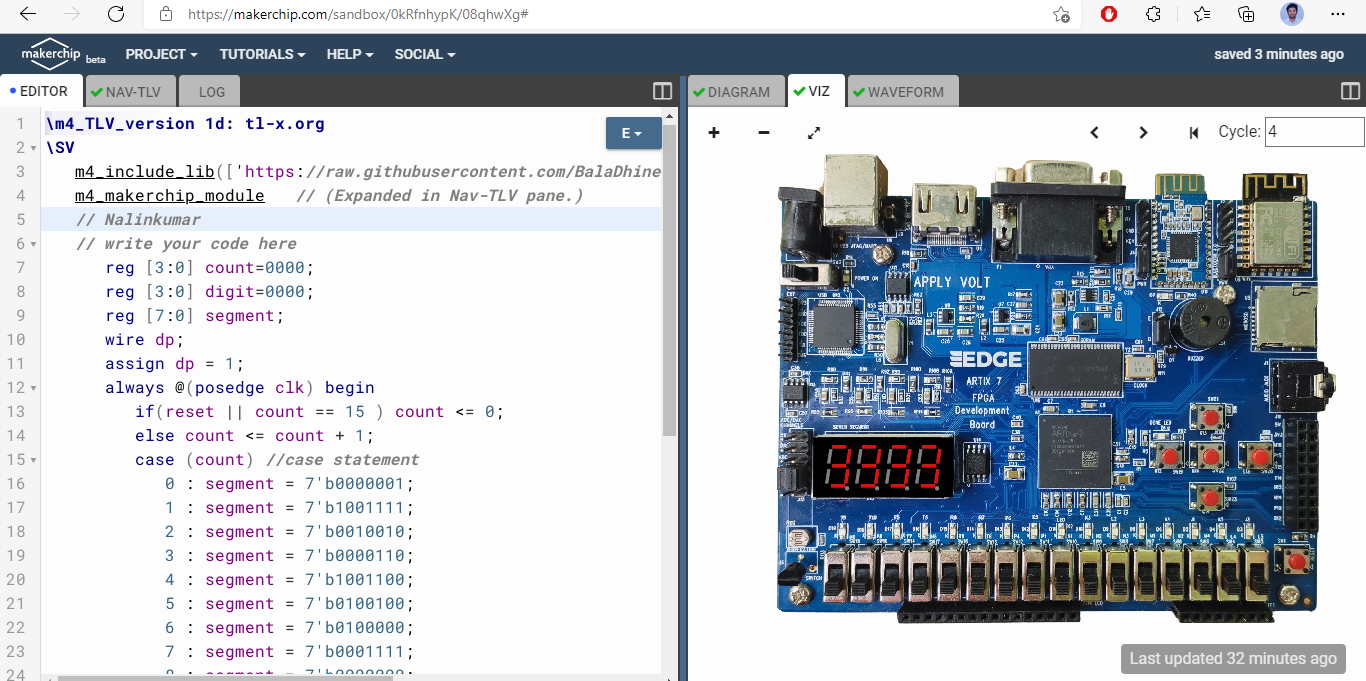 https://makerchip.com/sandbox/0kRfnhypK/08qhwXg#
makerchip beta PROJECT TUTORIALS HELP SOCIAL saved 3 minutes ago
EDITOR NAV-TLV LOG
DIAGRAM VIZ WAVEFORM
Cycle: 4
E
1 \m4_TLV_version 1d: tl-x.org
2 \SV
3 m4_include_lib(['https://raw.githubusercontent.com/BalaDhine
4 m4_makerchip_module // (Expanded in Nav-TLV pane.)
5 // Nalinkumar
6 // write your code here
7 reg [3:0] count=0000;
8 reg [3:0] digit=0000;
9 reg [7:0] segment;
10 wire dp;
11 assign dp = 1;
12 always @(posedge clk) begin
13 if(reset || count == 15 ) count <= 0;
14 else count <= count + 1;
15 case (count) //case statement
16 0 : segment = 7'b0000001;
17 1 : segment = 7'b1001111;
18 2 : segment = 7'b0010010;
19 3 : segment = 7'b0000110;
20 4 : segment = 7'b1001100;
21 5 : segment = 7'b0100100;
22 6 : segment = 7'b0100000;
23 7 : segment = 7'b0001111;
24
APPLY VOLT
POWER ON
EDGE
ARTIX 7
FPGA
Development
Board
BUZZER
CLOCK
SEVEN SEGMENT
3333
SWITCH
Last updated 32 minutes ago